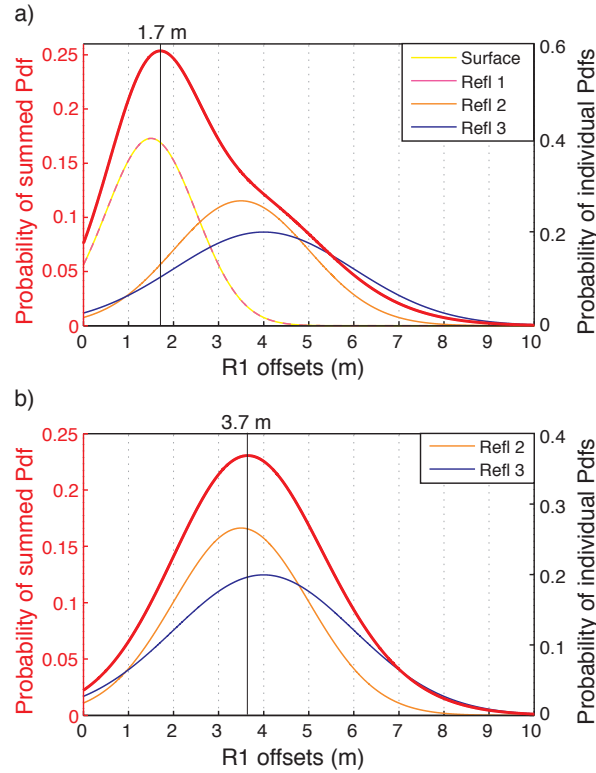 a)
1.7 m
0.25
0.2
0.15
0.1
0.05
0
Probability of summed Pdf
0.6
0.4
0.2
0
Probability of individual Pdfs
Surface
Refl 1
Refl 2
Refl 3
0 1 2 3 4 5 6 7 8 9 10
R1 offsets (m)
b)
3.7 m
0.25
0.2
0.15
0.1
0.05
0
Probability of summed Pdf
0.4
0.3
0.2
0.1
0.0
Probability of individual Pdfs
Refl 2
Refl 3
0 1 2 3 4 5 6 7 8 9 10
R1 offsets (m)